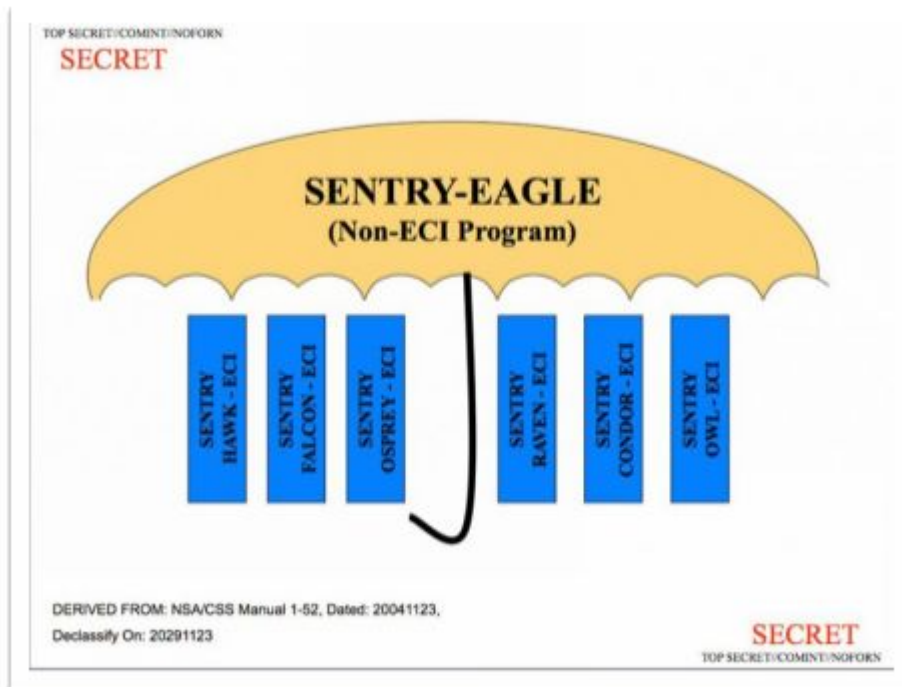 TOP SECRET//COMINT//NOFORN
SECRET
SENTRY-EAGLE
(Non-ECI Program)
SENTRY
HAWK - ECI
SENTRY
FALCON - ECI
SENTRY
OSPREY - ECI
SENTRY
RAVEN - ECI
SENTRY
CONDOR - ECI
SENTRY
OWL - ECI
DERIVED FROM: NSA/CSS Manual 1-52, Dated: 20041123,
Declassify On: 20291123
SECRET
TOP SECRET//COMINT//NOFORN